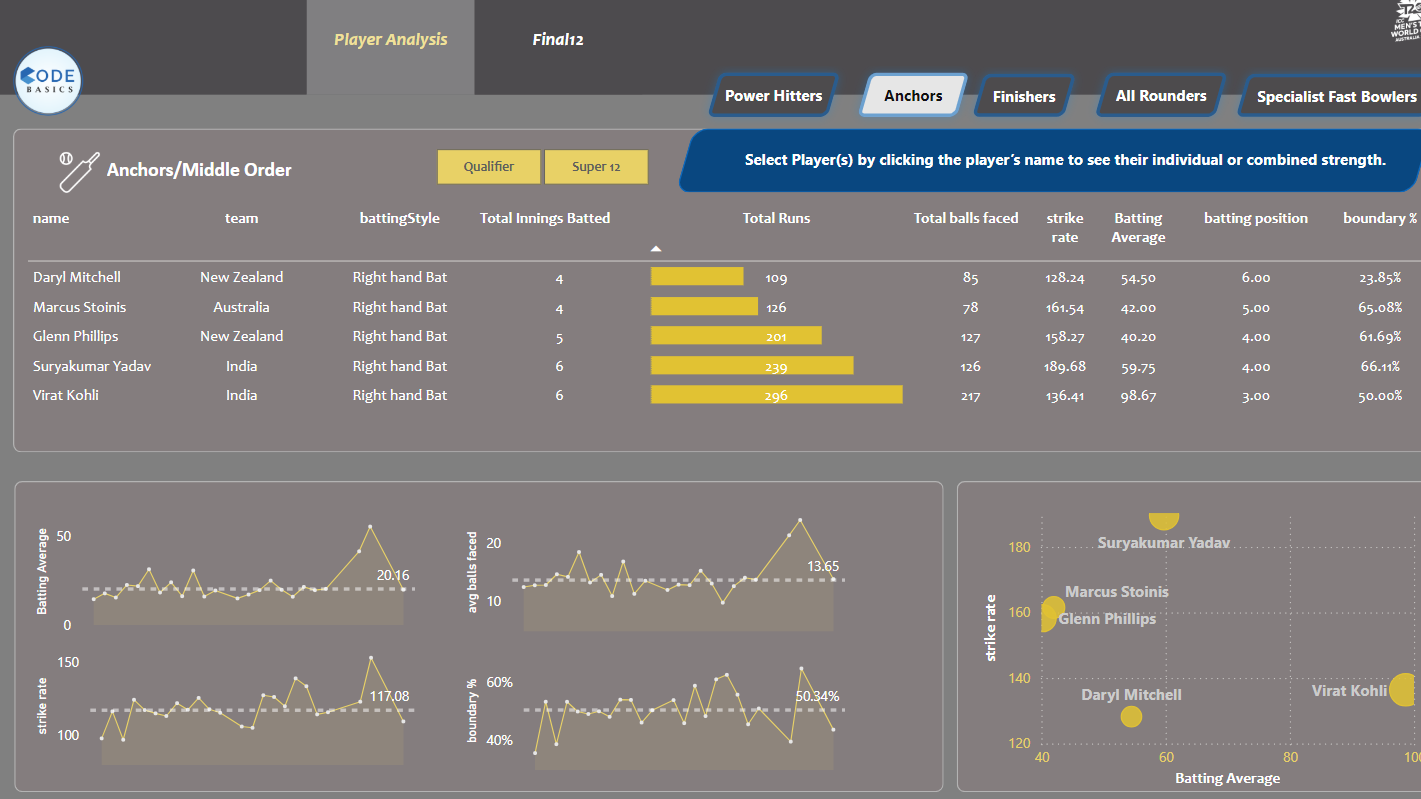 Player Analysis
Final12
T20
MEN'S
WORLD
AUSTRALIA
CODE
BASICS
Power Hitters
Anchors
Finishers
All Rounders
Specialist Fast Bowlers
Anchors/Middle Order
Qualifier
Super 12
Select Player(s) by clicking the player's name to see their individual or combined strength.
name team battingStyle Total Innings Batted Total Runs Total balls faced strike rate Batting Average batting position boundary %
Daryl Mitchell New Zealand Right hand Bat 4 109 85 128.24 54.50 6.00 23.85%
Marcus Stoinis Australia Right hand Bat 4 126 78 161.54 42.00 5.00 65.08%
Glenn Phillips New Zealand Right hand Bat 5 201 127 158.27 40.20 4.00 61.69%
Suryakumar Yadav India Right hand Bat 6 239 126 189.68 59.75 4.00 66.11%
Virat Kohli India Right hand Bat 6 296 217 136.41 98.67 3.00 50.00%
Batting Average
50
0
20.16
avg balls faced
20
10
13.65
strike rate
150
100
117.08
boundary %
60%
40%
50.34%
strike rate
180
160
140
120
Suryakumar Yadav
Marcus Stoinis
Glenn Phillips
Daryl Mitchell
Virat Kohli
40 60 80 100
Batting Average